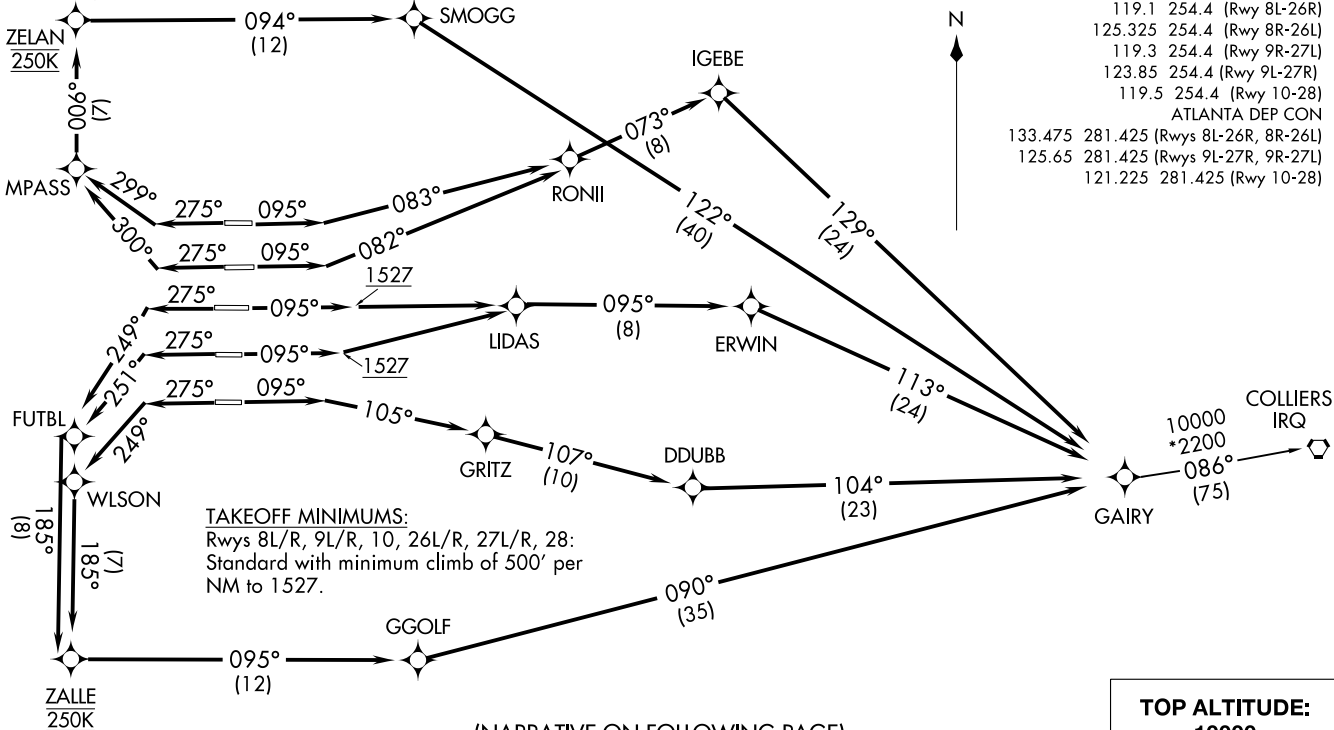 119.1 254.4 (Rwy 8L-26R)
125.325 254.4 (Rwy 8R-26L)
119.3 254.4 (Rwy 9R-27L)
123.85 254.4 (Rwy 9L-27R)
119.5 254.4 (Rwy 10-28)
ATLANTA DEP CON
133.475 281.425 (Rwys 8L-26R, 8R-26L)
125.65 281.425 (Rwys 9L-27R, 9R-27L)
121.225 281.425 (Rwy 10-28)
N
ZELAN
250K
094°
(12)
SMOGG
IGEBE
006°
(7)
MPASS
073°
(8)
RONII
299°
275°
095°
083°
300°
275°
095°
082°
122°
(40)
129°
(24)
1527
275°
095°
LIDAS
095°
(8)
ERWIN
249°
275°
095°
1527
251°
113°
(24)
275°
095°
105°
FUTBL
249°
GRITZ
107°
(10)
DDUBB
104°
(23)
GAIRY
10000
*2200
086°
(75)
COLLIERS
IRQ
WLSON
185°
(8)
185°
(7)
TAKEOFF MINIMUMS:
Rwys 8L/R, 9L/R, 10, 26L/R, 27L/R, 28:
Standard with minimum climb of 500' per
NM to 1527.
GGOLF
090°
(35)
095°
(12)
ZALLE
250K
(NARRATIVE ON FOLLOWING PAGE)
TOP ALTITUDE:
10000